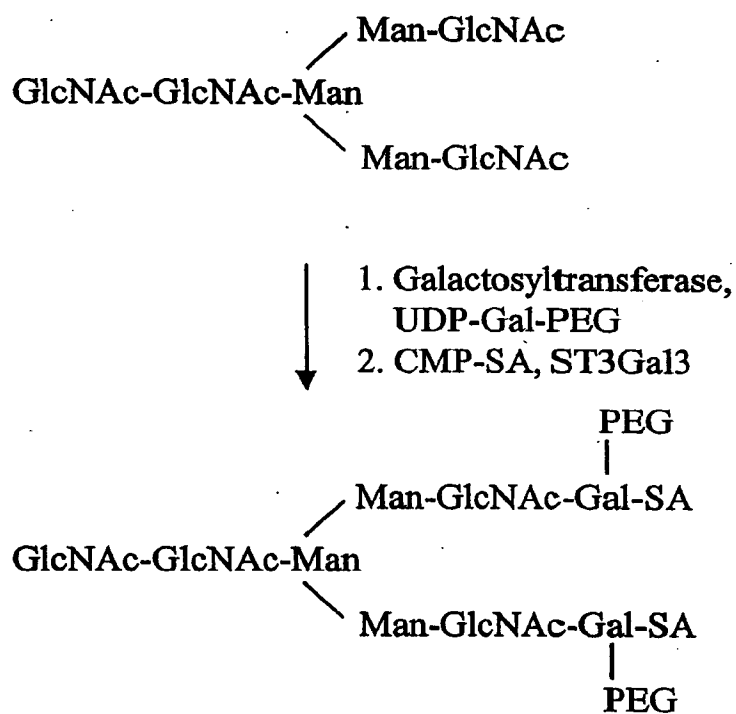 Man-GlcNAc
GlcNAc-GlcNAc-Man
Man-GlcNAc
1. Galactosyltransferase,
UDP-Gal-PEG
2. CMP-SA, ST3Gal3
PEG
Man-GlcNAc-Gal-SA
GlcNAc-GlcNAc-Man
Man-GlcNAc-Gal-SA
PEG